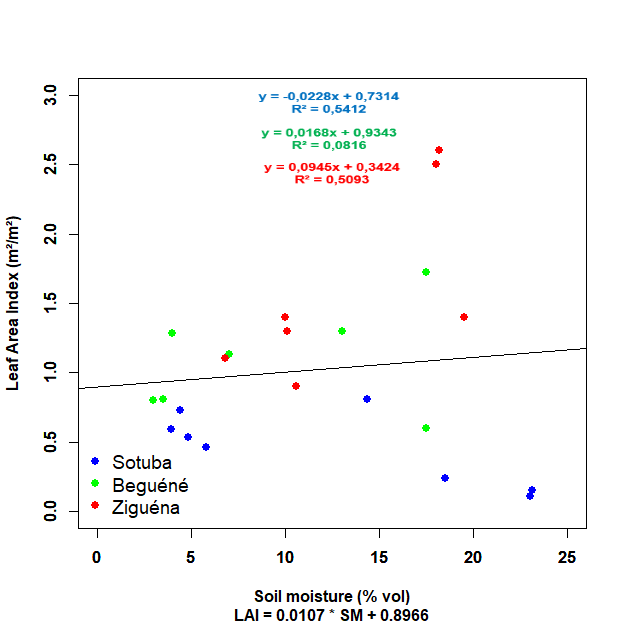 y = -0,0228x + 0,7314
R² = 0,5412
y = 0,0168x + 0,9343
R² = 0,0816
y = 0,0945x + 0,3424
R² = 0,5093
3.0
2.5
2.0
1.5
1.0
0.5
0.0
Leaf Area Index (m²/m²)
Sotuba
Beguéné
Ziguéna
0 5 10 15 20 25
Soil moisture (% vol)
LAI = 0.0107 * SM + 0.8966